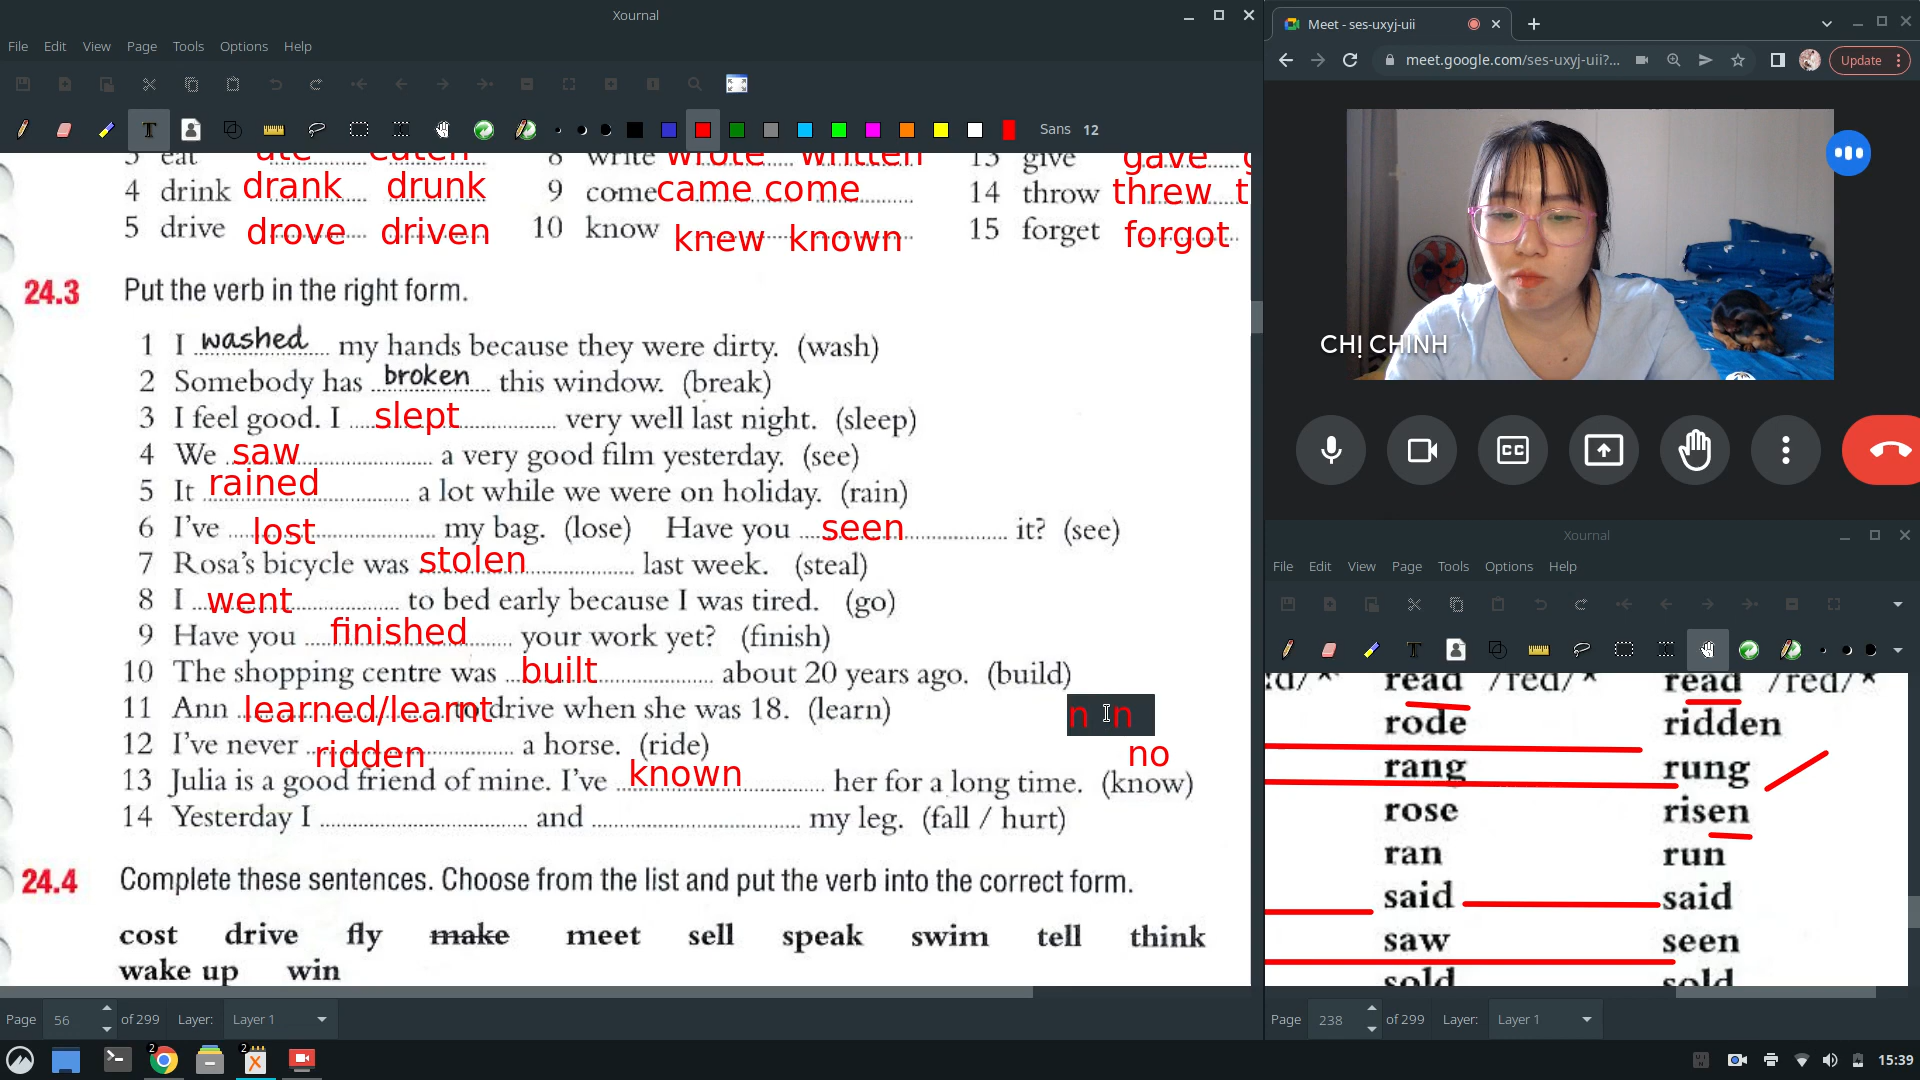 Xournal
File Edit View Page Tools Options Help
Sans 12
3 eat ate eaten 8 write wrote written 13 give gave
4 drink drank drunk 9 come came come 14 throw threw t
5 drive drove driven 10 know knew known 15 forget forgot
24.3 Put the verb in the right form.
1 I washed my hands because they were dirty. (wash)
2 Somebody has broken this window. (break)
3 I feel good. I slept very well last night. (sleep)
4 We saw a very good film yesterday. (see)
5 It rained a lot while we were on holiday. (rain)
6 I've lost my bag. (lose) Have you seen it? (see)
7 Rosa's bicycle was stolen last week. (steal)
8 I went to bed early because I was tired. (go)
9 Have you finished your work yet? (finish)
10 The shopping centre was built about 20 years ago. (build)
11 Ann learned/learnt to drive when she was 18. (learn)
n n
12 I've never ridden a horse. (ride)
no
13 Julia is a good friend of mine. I've known her for a long time. (know)
14 Yesterday I ........ and ........ my leg. (fall / hurt)
24.4 Complete these sentences. Choose from the list and put the verb into the correct form.
cost drive fly make meet sell speak swim tell think
wake up win
Page 56 of 299 Layer: Layer 1
Meet - ses-uxyj-uii
meet.google.com/ses-uxyj-uii?...
Update
CHỊ CHINH
CC
Xournal
File Edit View Page Tools Options Help
read /red/* read /red/*
rode ridden
rang rung
rose risen
ran run
said said
saw seen
sold sold
Page 238 of 299 Layer: Layer 1
2 2
15:39